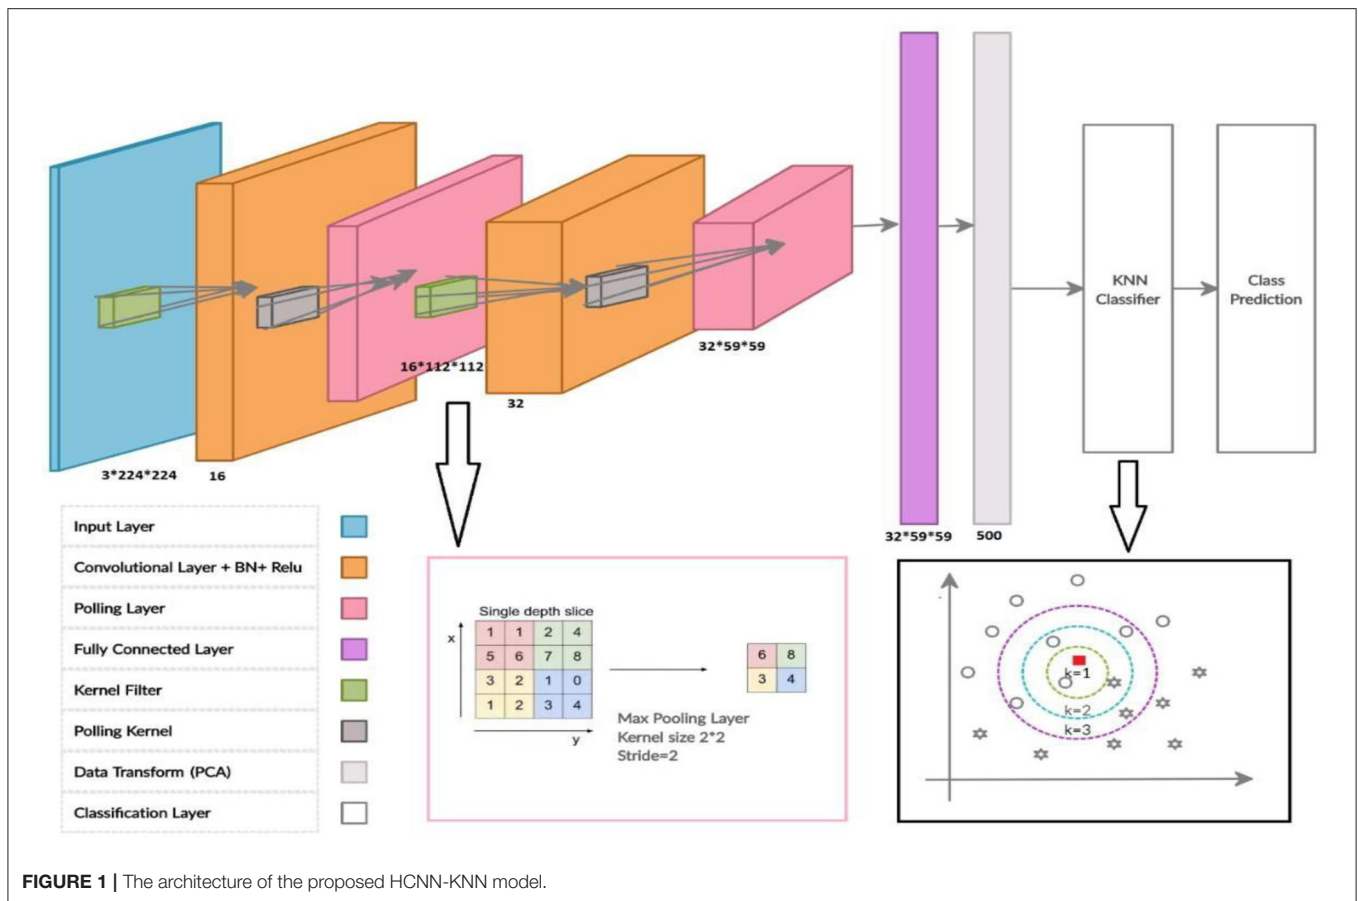 3*224*224
16
16*112*112
32
32*59*59
32*59*59
500
KNN
Classifier
Class
Prediction
Input Layer
Convolutional Layer + BN+ Relu
Polling Layer
Fully Connected Layer
Kernel Filter
Polling Kernel
Data Transform (PCA)
Classification Layer
Single depth slice
x
1 1 2 4
5 6 7 8
3 2 1 0
1 2 3 4
y
6 8
3 4
Max Pooling Layer
Kernel size 2*2
Stride=2
k=1
k=2
k=3
FIGURE 1 | The architecture of the proposed HCNN-KNN model.